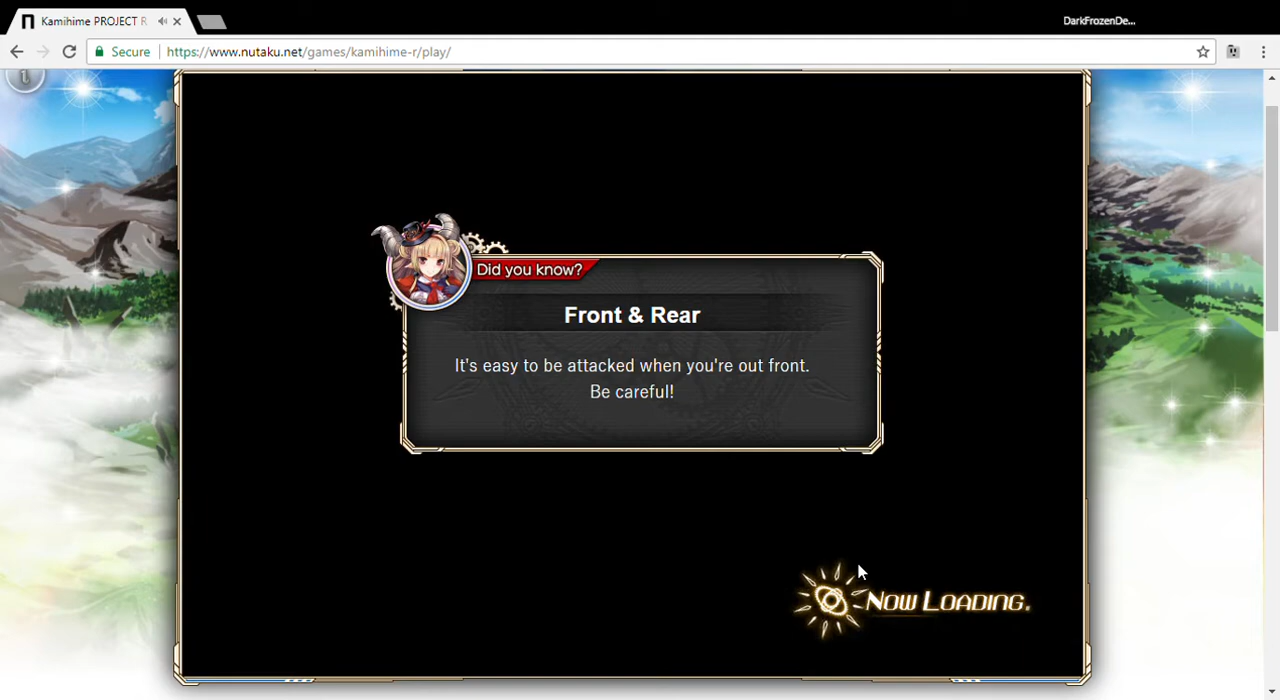 Kamihime PROJECT R
DarkFrozenDe...
Secure
https://www.nutaku.net/games/kamihime-r/play/
Did you know?
Front & Rear
It's easy to be attacked when you're out front.
Be careful!
NOW LOADING.